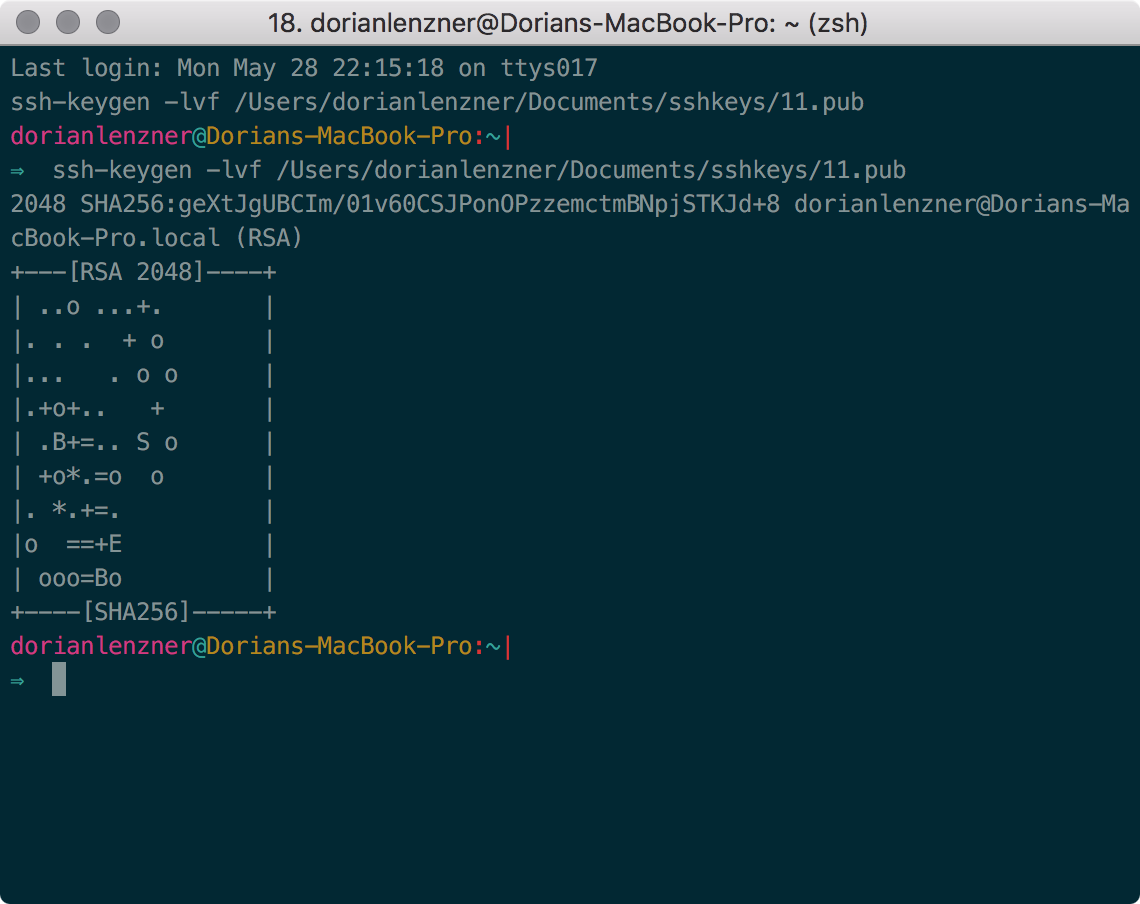 18. dorianlenzner@Dorians-MacBook-Pro: ~ (zsh)
Last login: Mon May 28 22:15:18 on ttys017
ssh-keygen -lvf /Users/dorianlenzner/Documents/sshkeys/11.pub
dorianlenzner@Dorians-MacBook-Pro:~|
⇒  ssh-keygen -lvf /Users/dorianlenzner/Documents/sshkeys/11.pub
2048 SHA256:geXtJgUBCIm/01v60CSJPonOPzzemctmBNpjSTKJd+8 dorianlenzner@Dorians-Ma
cBook-Pro.local (RSA)
+---[RSA 2048]----+
| ..o ...+.       |
|. . .  + o       |
|...   . o o      |
|.+o+..   +       |
| .B+=.. S o      |
| +o*.=o  o       |
|. *.+=.          |
|o  ==+E          |
| ooo=Bo          |
+----[SHA256]-----+
dorianlenzner@Dorians-MacBook-Pro:~|
⇒